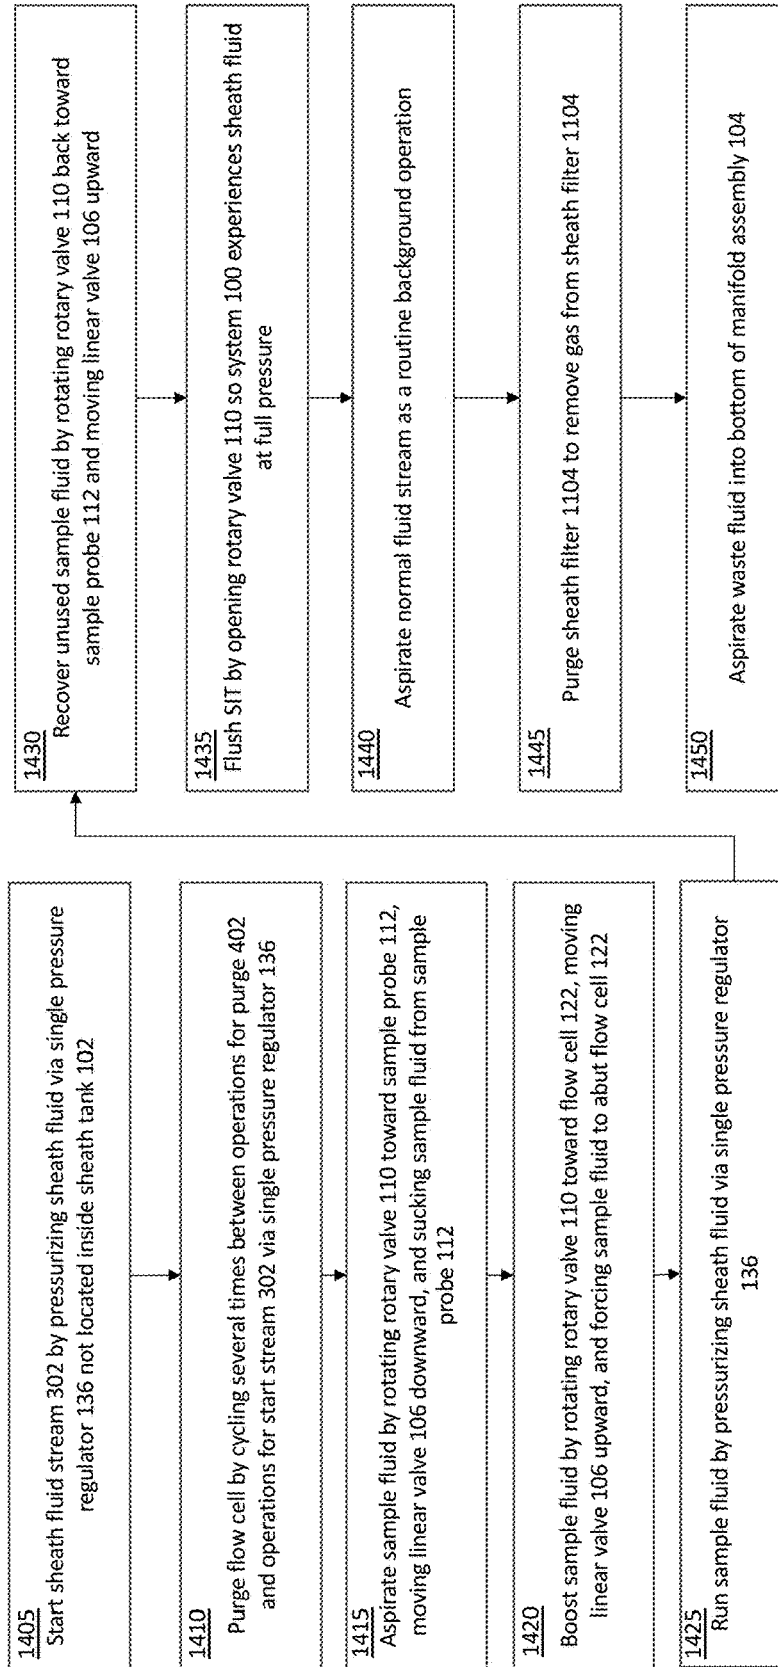 1405
Start sheath fluid stream 302 by pressurizing sheath fluid via single pressure
regulator 136 not located inside sheath tank 102
1410
Purge flow cell by cycling several times between operations for purge 402
and operations for start stream 302 via single pressure regulator 136
1415
Aspirate sample fluid by rotating rotary valve 110 toward sample probe 112,
moving linear valve 106 downward, and sucking sample fluid from sample
probe 112
1420
Boost sample fluid by rotating rotary valve 110 toward flow cell 122, moving
linear valve 106 upward, and forcing sample fluid to abut flow cell 122
1425
Run sample fluid by pressurizing sheath fluid via single pressure regulator
136
1430
Recover unused sample fluid by rotating rotary valve 110 back toward
sample probe 112 and moving linear valve 106 upward
1435
Flush SIT by opening rotary valve 110 so system 100 experiences sheath fluid
at full pressure
1440
Aspirate normal fluid stream as a routine background operation
1445
Purge sheath filter 1104 to remove gas from sheath filter 1104
1450
Aspirate waste fluid into bottom of manifold assembly 104